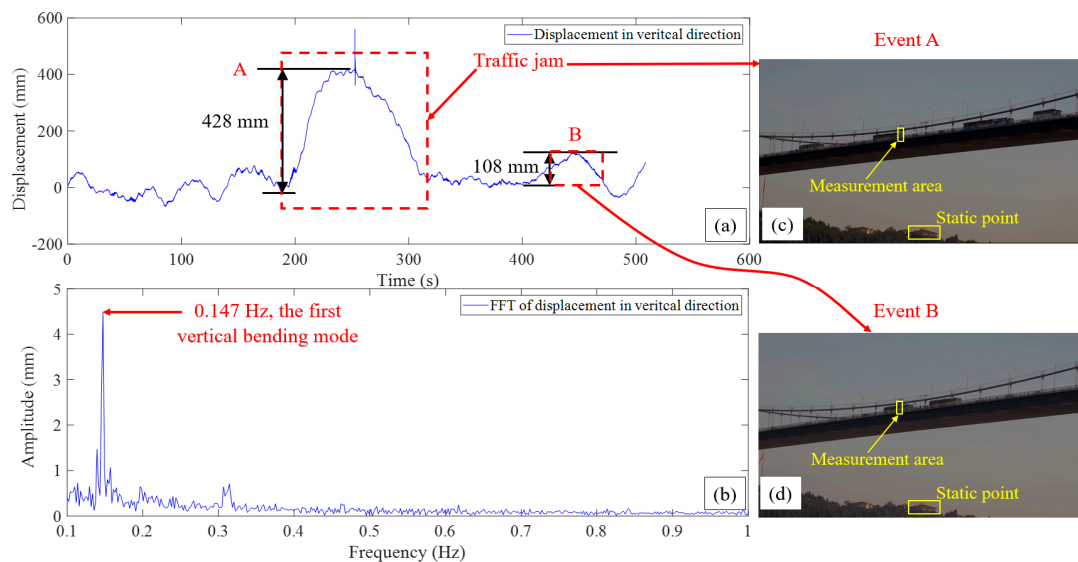 600
400
200
0
-200
Displacement (mm)
A
428 mm
Displacement in veritcal direction
Traffic jam
B
108 mm
(a)
0
100
200
300
400
500
600
Time (s)
5
4
3
2
1
0
Amplitude (mm)
0.147 Hz, the first
vertical bending mode
FFT of displacement in veritcal direction
(b)
0.1
0.2
0.3
0.4
0.5
0.6
0.7
0.8
0.9
1
Frequency (Hz)
Event A
Measurement area
Static point
(c)
Event B
Measurement area
Static point
(d)